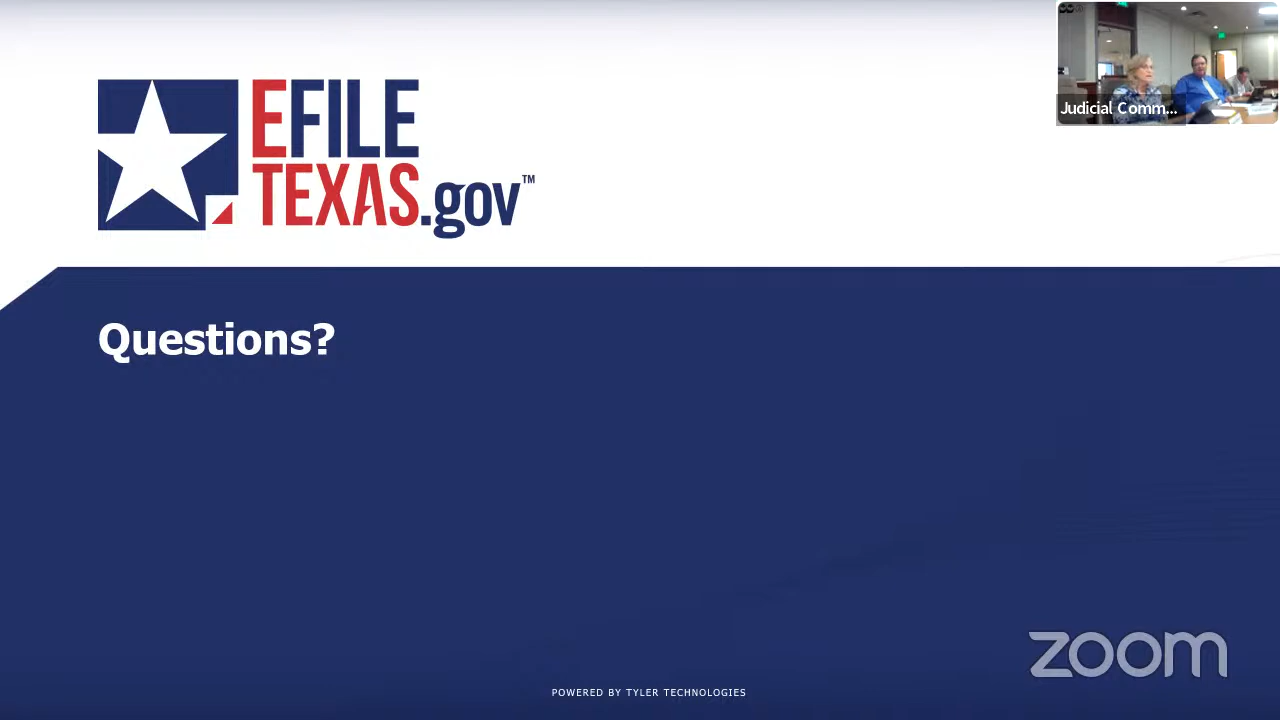 EFILE
TEXAS.gov™
Judicial Comm...
Questions?
zoom
POWERED BY TYLER TECHNOLOGIES